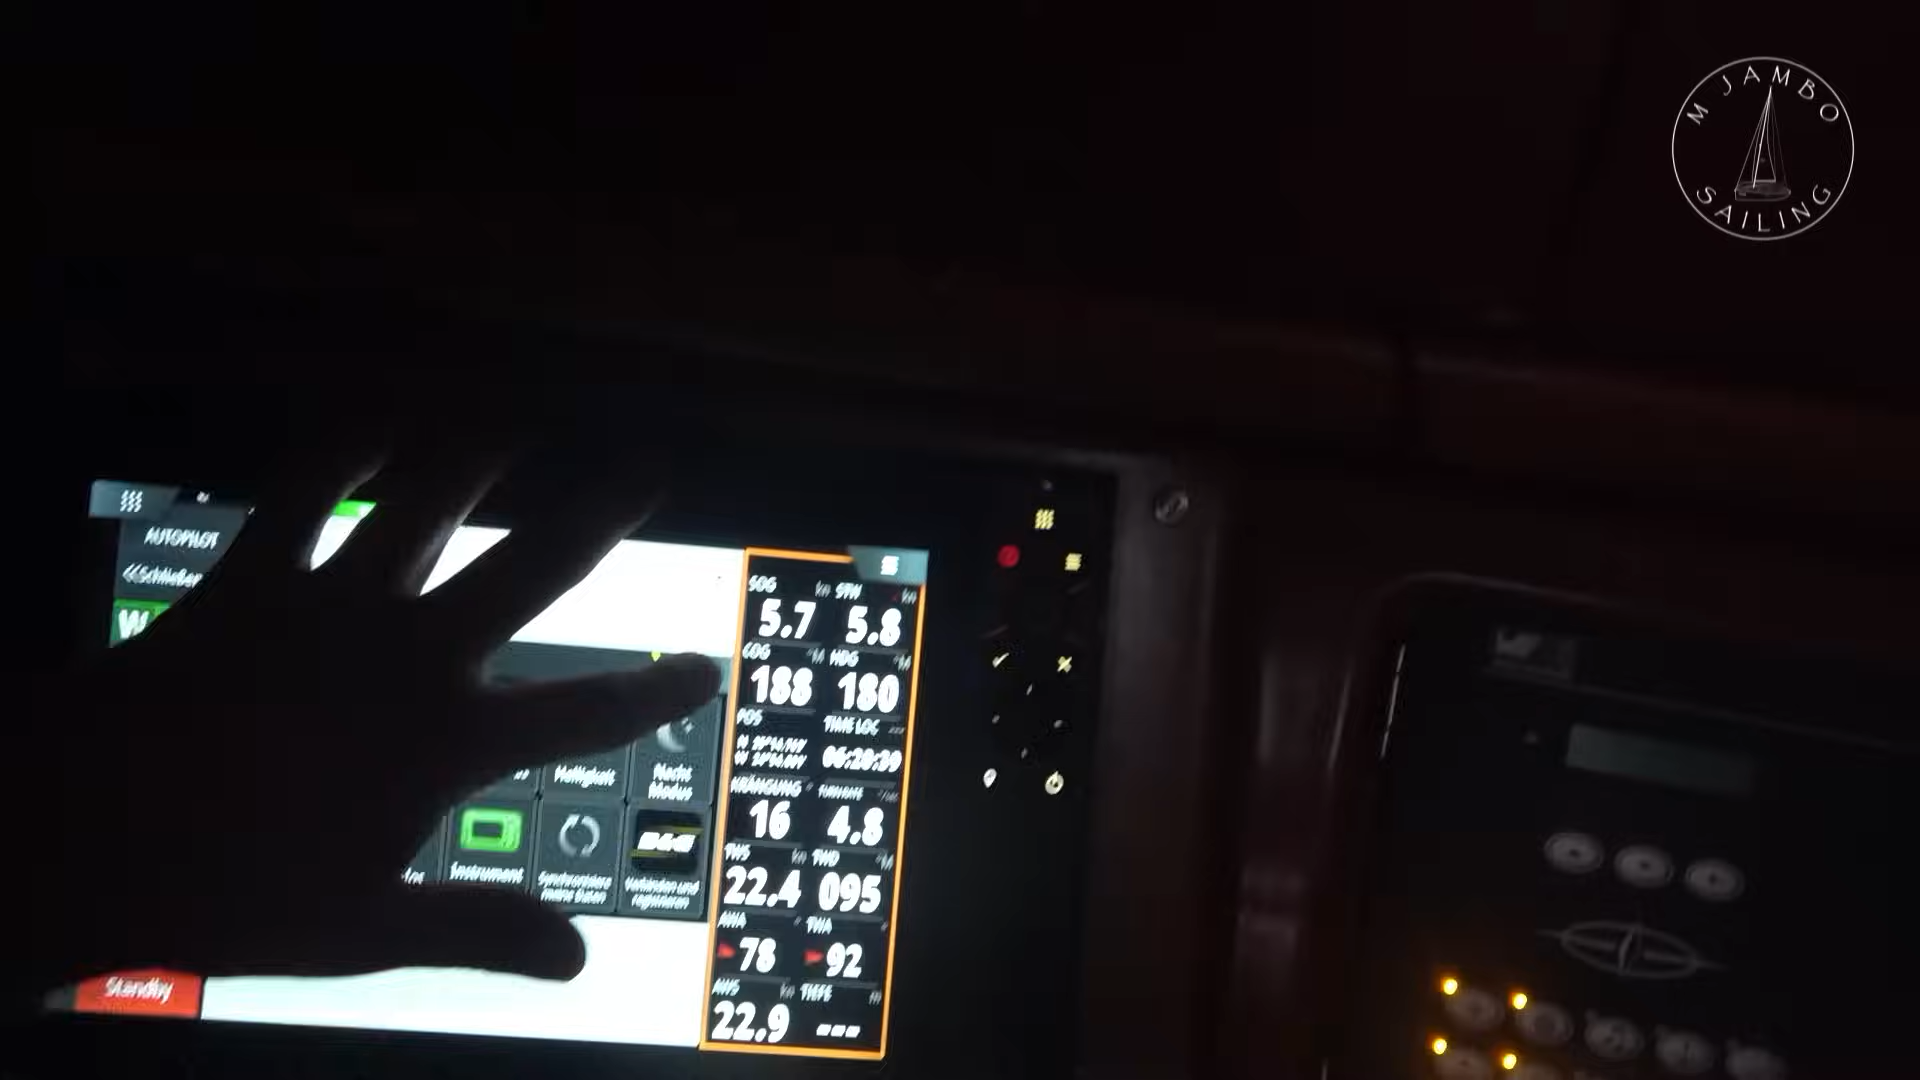 M JAMBO
SAILING
AUTOPILOT
<<Schließen
SOG kn STW kn
5.7 5.8
COG °M HDG °M
188 180
POS TIME LOC
06:20:39
KRÄNGUNG ° TURN RATE
16 4.8
Helligkeit
Nacht
Modus
TWS kn TWD °M
22.4 095
Instrument
Synchronisiere
meine Daten
B&G
Verbinden und
registrieren
AWA ° TWA °
78 92
AWS kn TIEFE m
22.9 ---
Standby